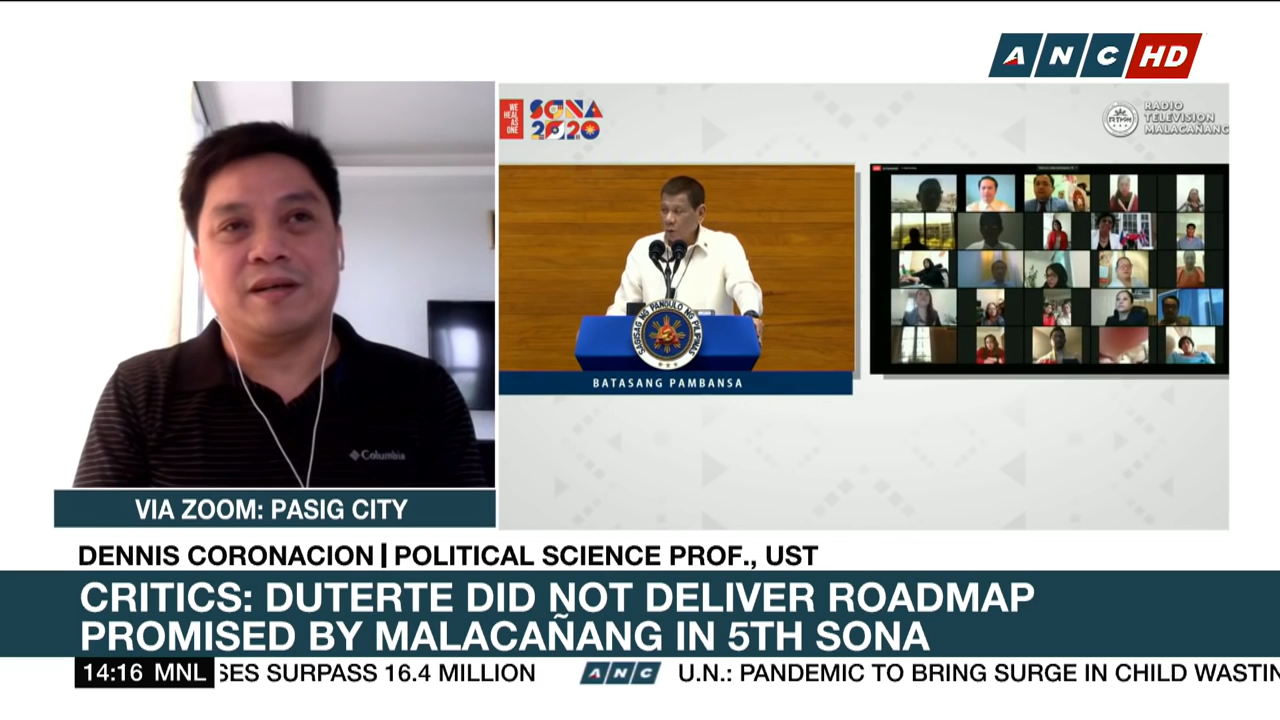 ANC HD
WE
HEAL
AS
ONE
SONA
2020
RTVM
RADIO
TELEVISION
MALACAÑANG
SAGISAG NG PANGULO NG PILIPINAS
BATASANG PAMBANSA
Columbia
VIA ZOOM: PASIG CITY
DENNIS CORONACION | POLITICAL SCIENCE PROF., UST
CRITICS: DUTERTE DID NOT DELIVER ROADMAP
PROMISED BY MALACAÑANG IN 5TH SONA
14:16 MNL SES SURPASS 16.4 MILLION ANC U.N.: PANDEMIC TO BRING SURGE IN CHILD WASTIN